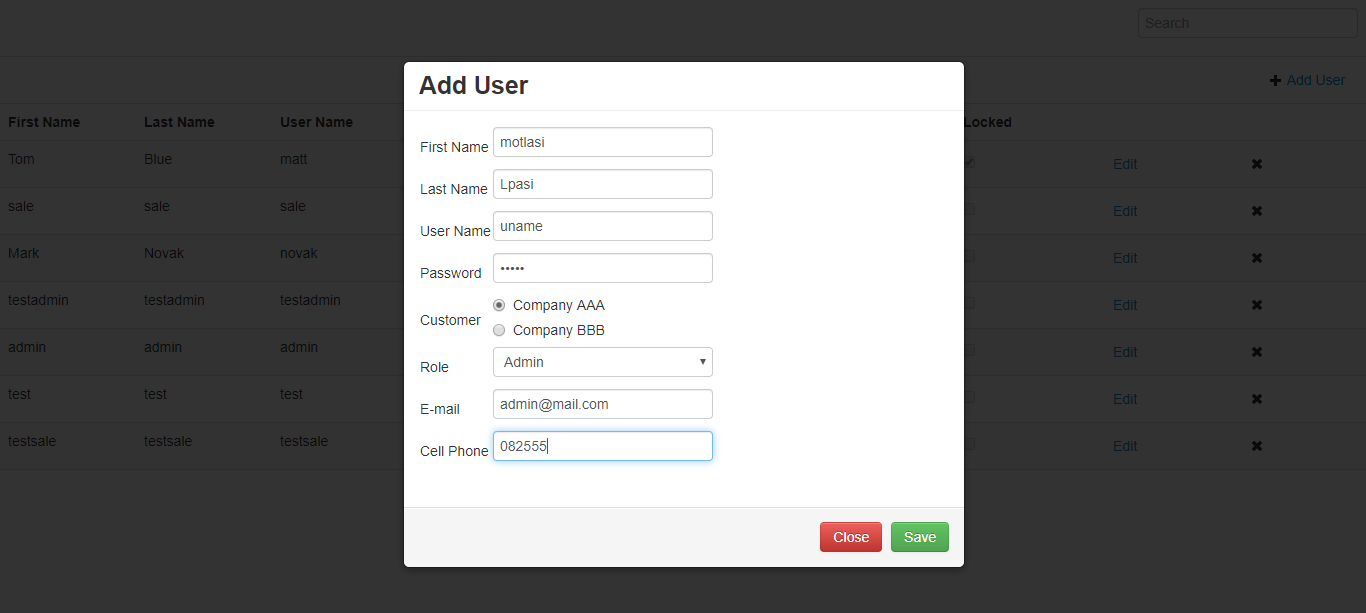 Search
Add User
First Name Last Name User Name Locked
Tom Blue matt Edit
sale sale sale Edit
Mark Novak novak Edit
testadmin testadmin testadmin Edit
admin admin admin Edit
test test test Edit
testsale testsale testsale Edit
Add User
First Name motlasi
Last Name Lpasi
User Name uname
Password •••••
Customer
Company AAA
Company BBB
Role Admin
E-mail admin@mail.com
Cell Phone 082555
Close Save